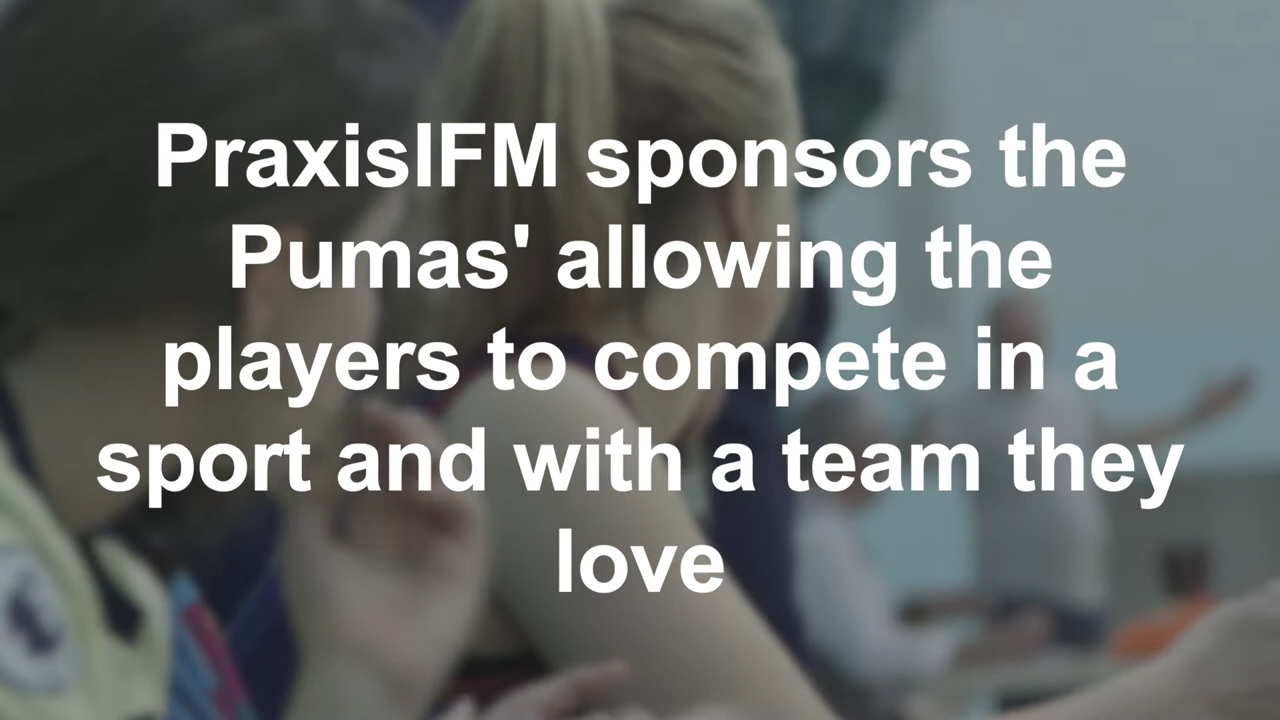 PraxisIFM sponsors the
Pumas' allowing the
players to compete in a
sport and with a team they
love